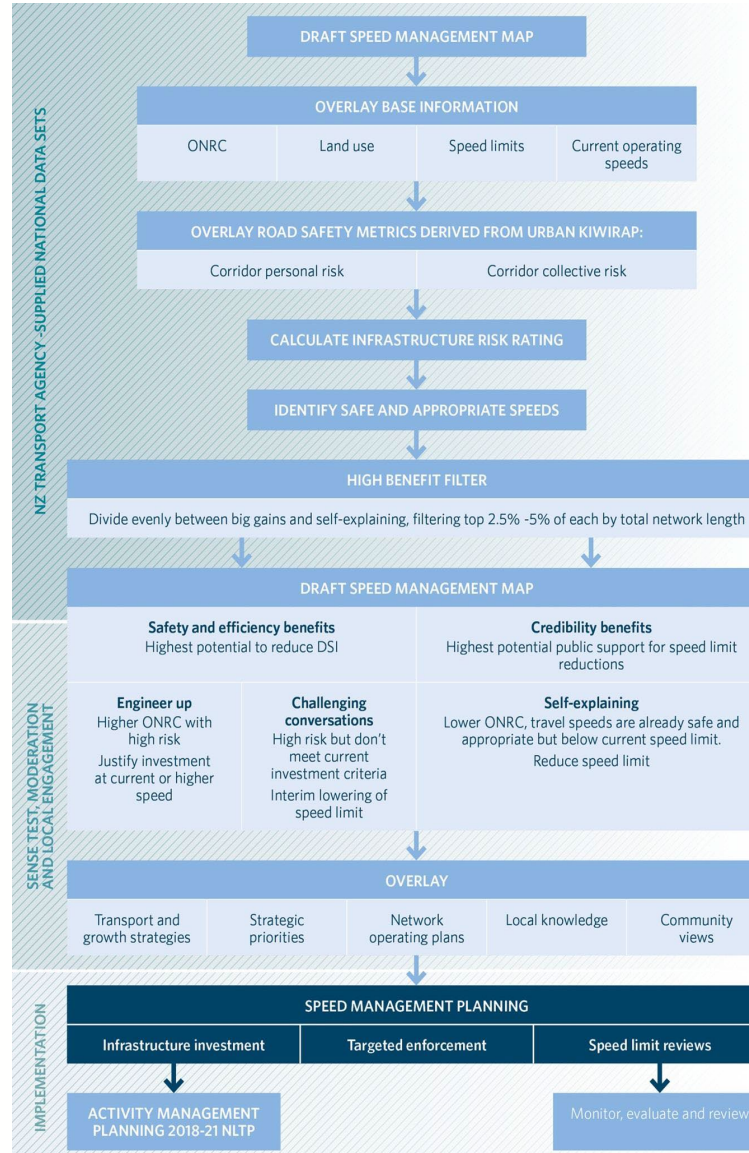 NZ TRANSPORT AGENCY -SUPPLIED NATIONAL DATA SETS
DRAFT SPEED MANAGEMENT MAP
OVERLAY BASE INFORMATION
ONRC
Land use
Speed limits
Current operating
speeds
OVERLAY ROAD SAFETY METRICS DERIVED FROM URBAN KIWIRAP:
Corridor personal risk
Corridor collective risk
CALCULATE INFRASTRUCTURE RISK RATING
IDENTIFY SAFE AND APPROPRIATE SPEEDS
HIGH BENEFIT FILTER
Divide evenly between big gains and self-explaining, filtering top 2.5% -5% of each by total network length
SENSE TEST, MODERATION
AND LOCAL ENGAGEMENT
DRAFT SPEED MANAGEMENT MAP
Safety and efficiency benefits
Highest potential to reduce DSI
Credibility benefits
Highest potential public support for speed limit
reductions
Engineer up
Higher ONRC with
high risk
Justify investment
at current or higher
speed
Challenging
conversations
High risk but don't
meet current
investment criteria
Interim lowering of
speed limit
Self-explaining
Lower ONRC, travel speeds are already safe and
appropriate but below current speed limit.
Reduce speed limit
OVERLAY
Transport and
growth strategies
Strategic
priorities
Network
operating plans
Local knowledge
Community
views
IMPLEMENTATION
SPEED MANAGEMENT PLANNING
Infrastructure investment
Targeted enforcement
Speed limit reviews
ACTIVITY MANAGEMENT
PLANNING 2018-21 NLTP
Monitor, evaluate and review